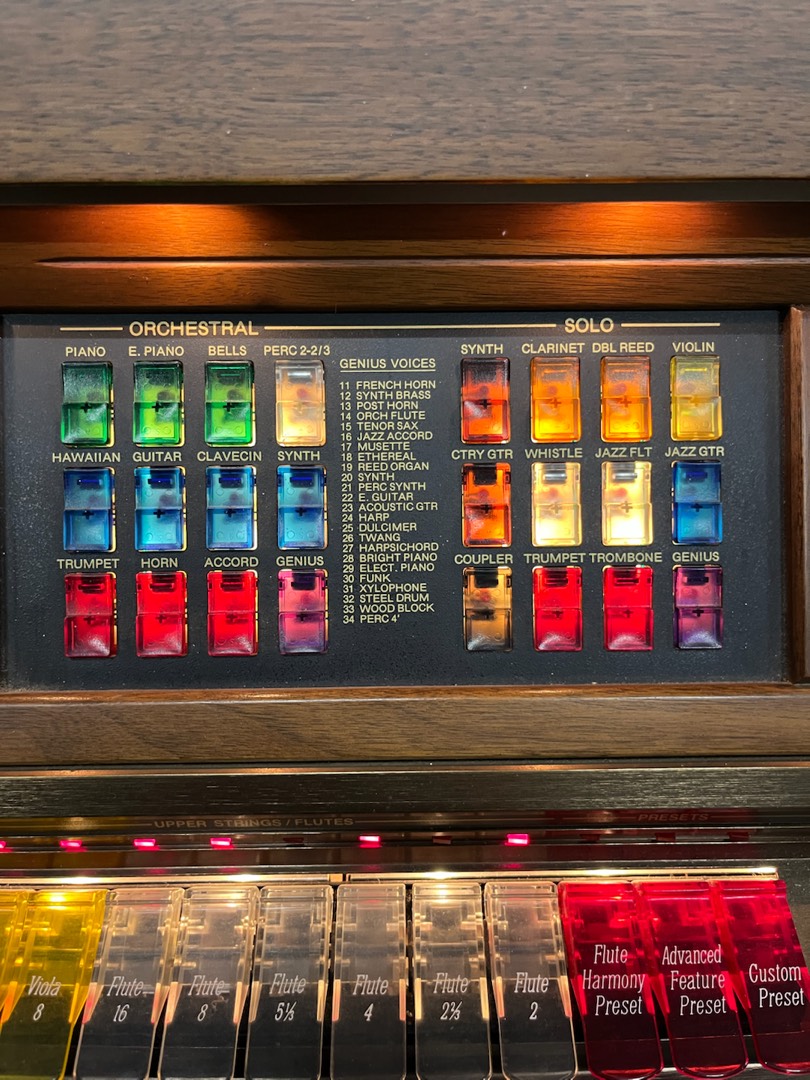 ORCHESTRAL
SOLO
PIANO E. PIANO BELLS PERC 2-2/3
HAWAIIAN GUITAR CLAVECIN SYNTH
TRUMPET HORN ACCORD GENIUS
GENIUS VOICES
11 FRENCH HORN
12 SYNTH BRASS
13 POST HORN
14 ORCH FLUTE
15 TENOR SAX
16 JAZZ ACCORD
17 MUSETTE
18 ETHEREAL
19 REED ORGAN
20 SYNTH
21 PERC SYNTH
22 E. GUITAR
23 ACOUSTIC GTR
24 HARP
25 DULCIMER
26 TWANG
27 HARPSICHORD
28 BRIGHT PIANO
29 ELECT. PIANO
30 FUNK
31 XYLOPHONE
32 STEEL DRUM
33 WOOD BLOCK
34 PERC 4'
SYNTH CLARINET DBL REED VIOLIN
CTRY GTR WHISTLE JAZZ FLT JAZZ GTR
COUPLER TRUMPET TROMBONE GENIUS
UPPER STRINGS / FLUTES
PRESETS
Viola
8
Flute
16
Flute
8
Flute
5⅓
Flute
4
Flute
2⅔
Flute
2
Flute
Harmony
Preset
Advanced
Feature
Preset
Custom
Preset